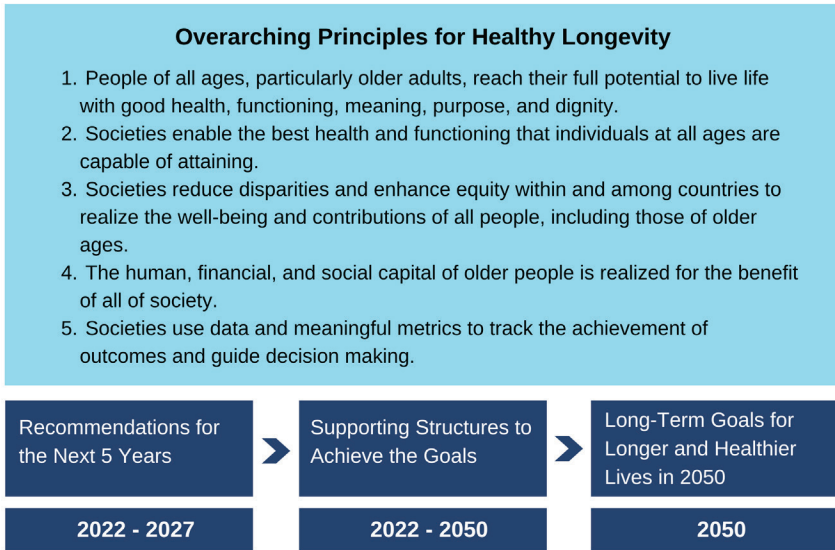 Overarching Principles for Healthy Longevity
1. People of all ages, particularly older adults, reach their full potential to live life
with good health, functioning, meaning, purpose, and dignity.
2. Societies enable the best health and functioning that individuals at all ages are
capable of attaining.
3. Societies reduce disparities and enhance equity within and among countries to
realize the well-being and contributions of all people, including those of older
ages.
4. The human, financial, and social capital of older people is realized for the benefit
of all of society.
5. Societies use data and meaningful metrics to track the achievement of
outcomes and guide decision making.
Recommendations for
the Next 5 Years
2022 - 2027
Supporting Structures to
Achieve the Goals
2022 - 2050
Long-Term Goals for
Longer and Healthier
Lives in 2050
2050